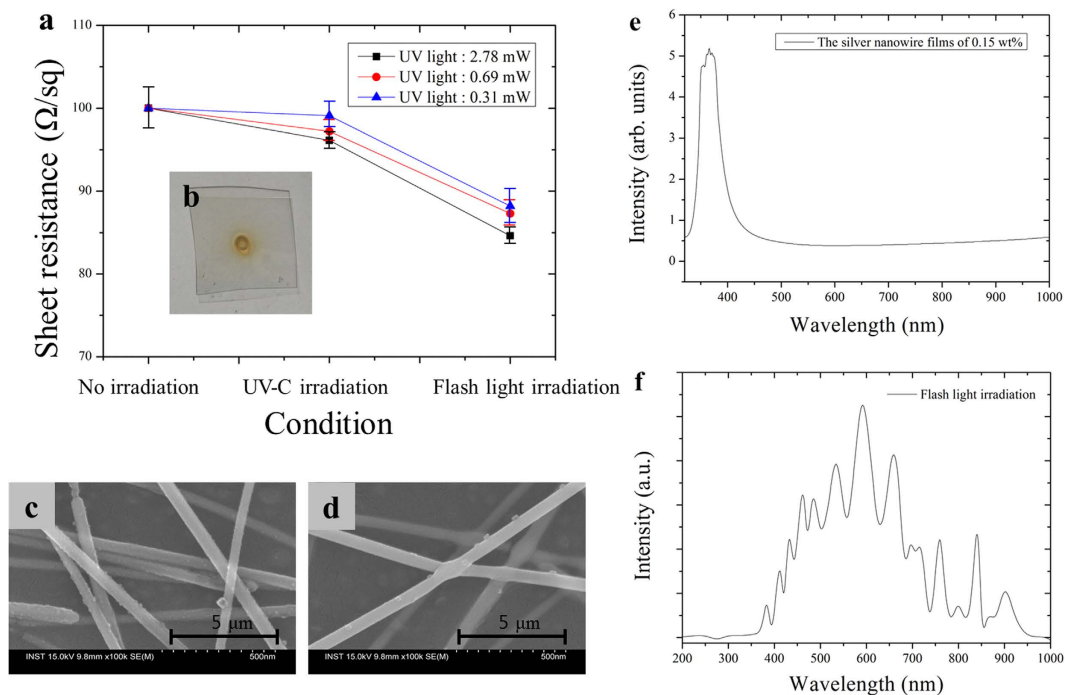 a
Sheet resistance (Ω/sq)
110
100
90
80
70
UV light : 2.78 mW
UV light : 0.69 mW
UV light : 0.31 mW
b
No irradiation
UV-C irradiation
Flash light irradiation
Condition
c
5 μm
INST 15.0kV 9.8mm x100k SE(M)
500nm
d
5 μm
INST 15.0kV 9.8mm x100k SE(M)
500nm
e
Intensity (arb. units)
6
5
4
3
2
1
0
The silver nanowire films of 0.15 wt%
400 500 600 700 800 900 1000
Wavelength (nm)
f
Intensity (a.u.)
Flash light irradiation
200 300 400 500 600 700 800 900 1000
Wavelength (nm)